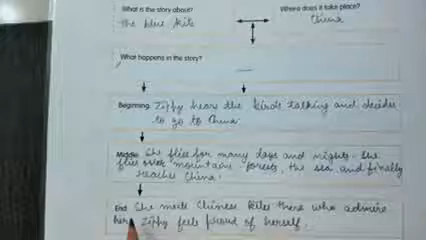 What is the story about?
Where does it take place?
The blue kite
China
What happens in the story?
Beginning. Zippy hears the birds talking and decides
to go to China.
Middle. She flies for many days and nights. She
flies over mountains, forests, the sea, and finally
reaches China.
End She meets Chinese kites there who admire
her. Zippy feels proud of herself.